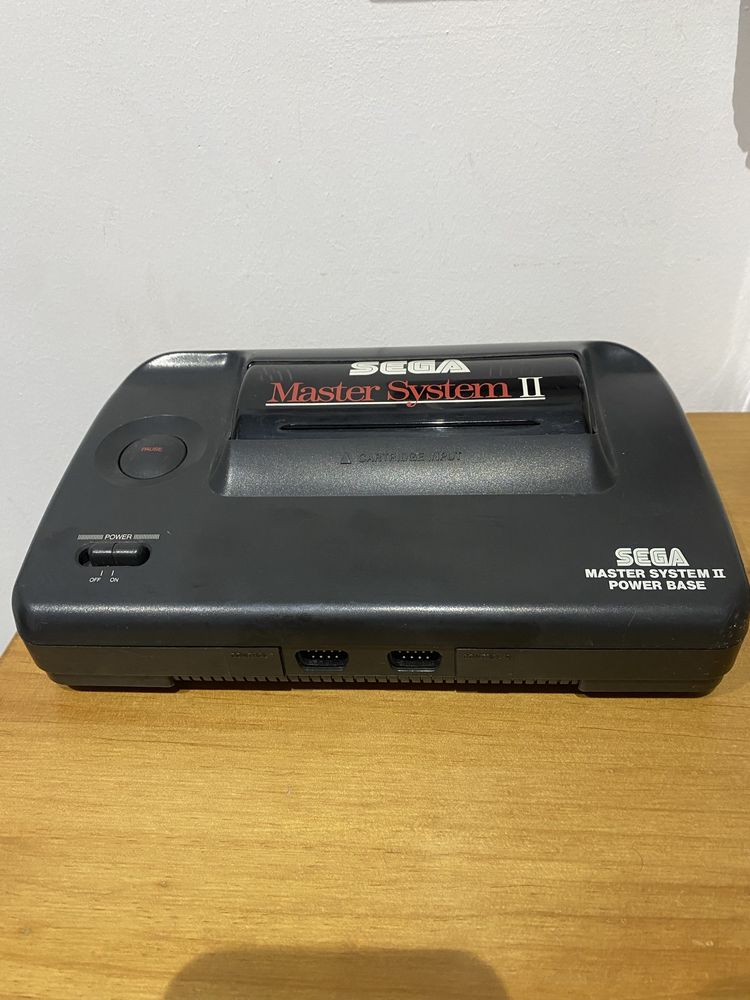 SEGA
Master System II
△ CARTRIDGE INPUT
PAUSE
POWER
OFF ON
SEGA
MASTER SYSTEM II
POWER BASE